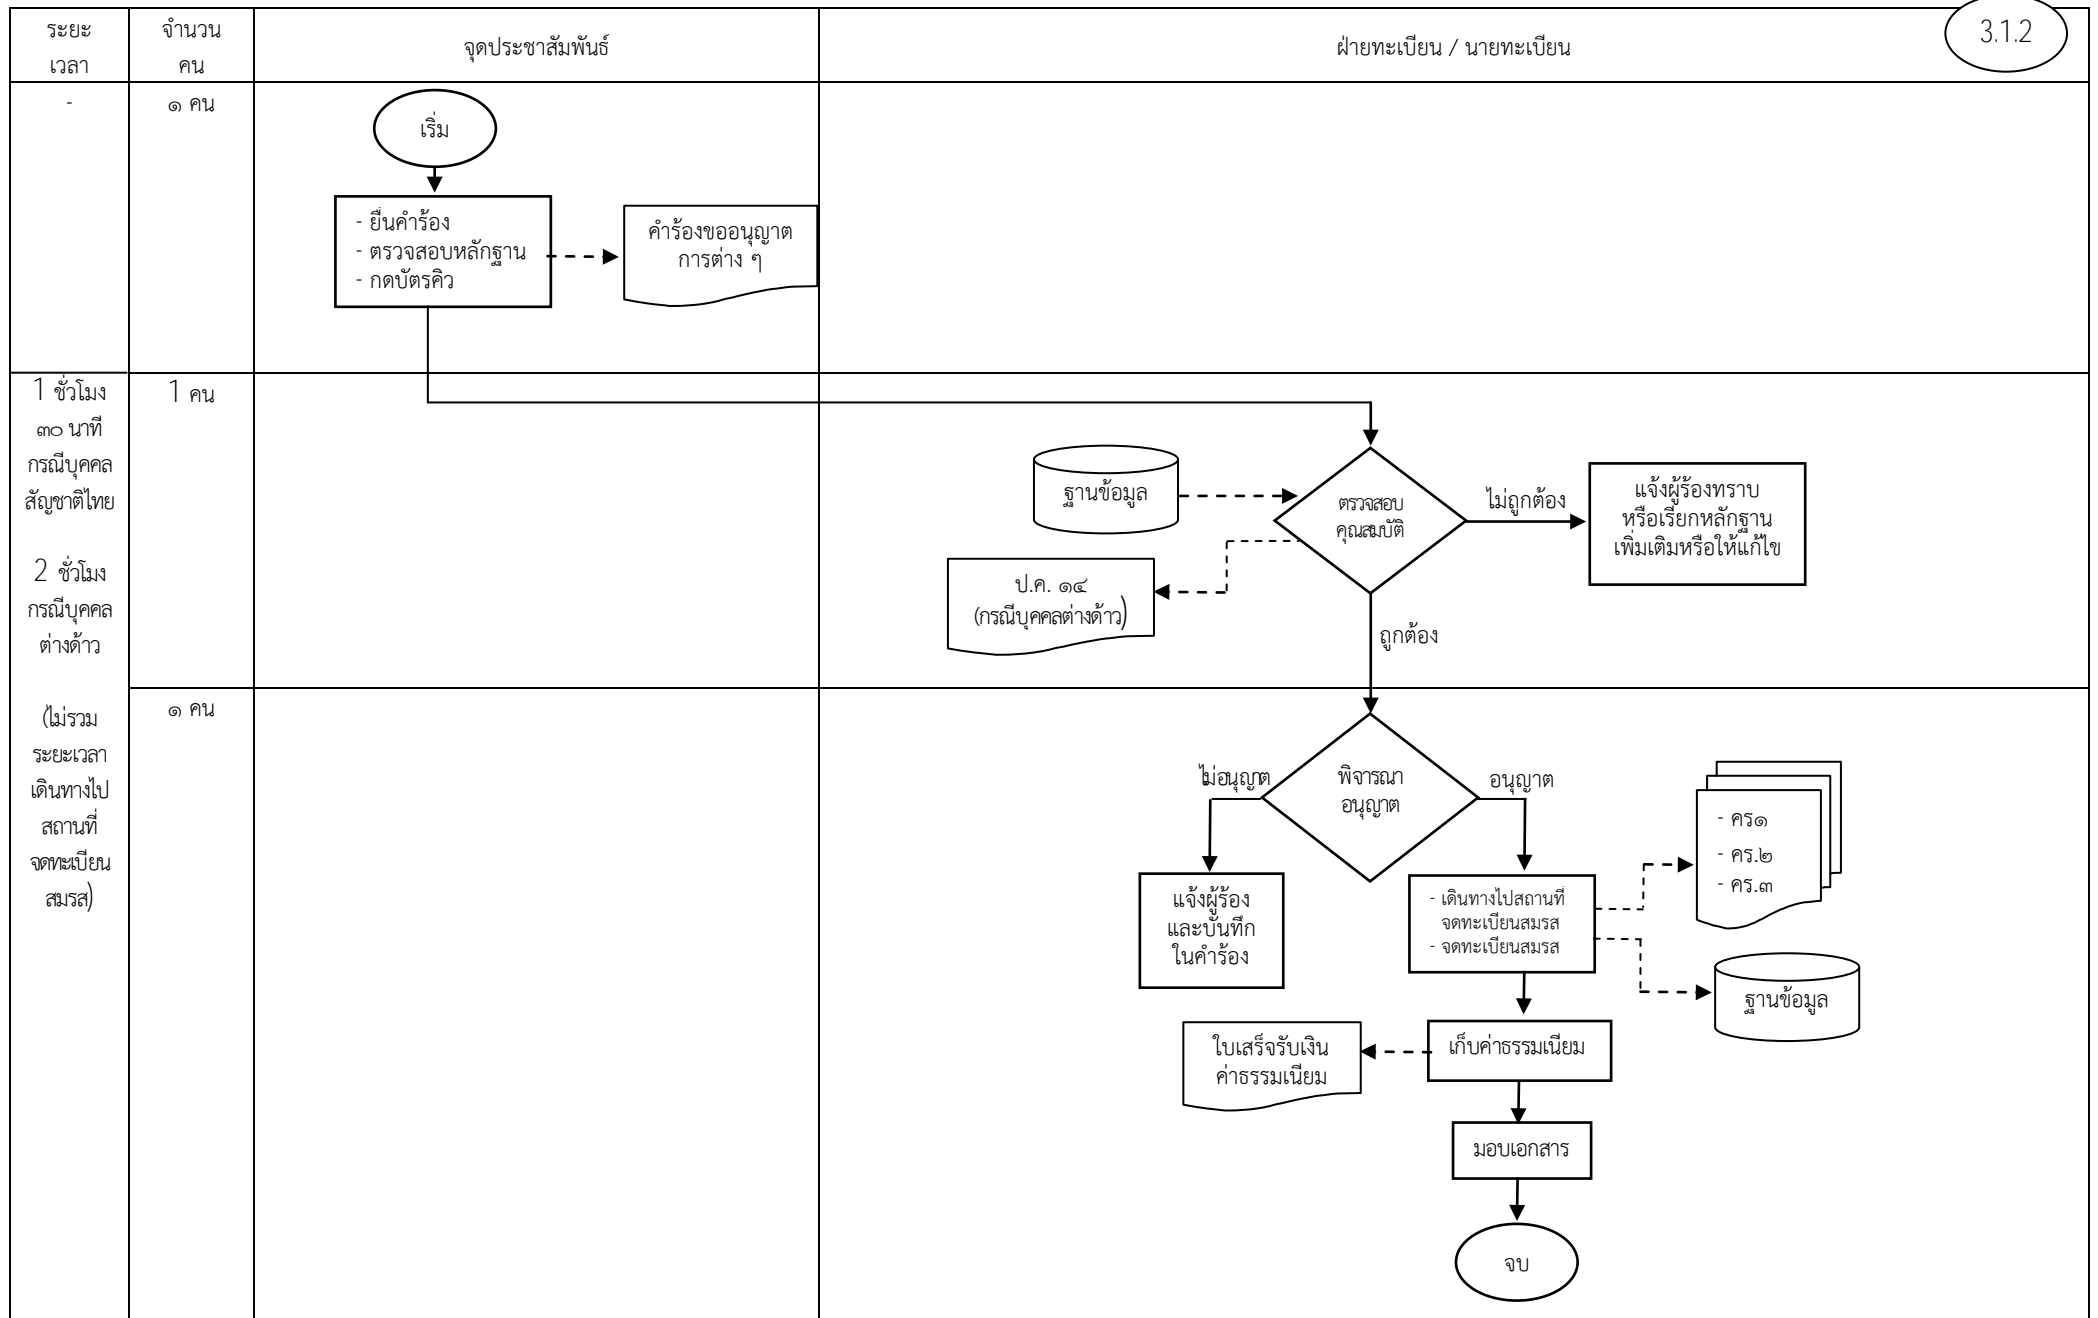 ระยะ
เวลา
จำนวน
คน
จุดประชาสัมพันธ์
ฝ่ายทะเบียน / นายทะเบียน
3.1.2
-
๑ คน
เริ่ม
- ยื่นคำร้อง
- ตรวจสอบหลักฐาน
- กดบัตรคิว
คำร้องขออนุญาต
การต่าง ๆ
1 ชั่วโมง
๓๐ นาที
กรณีบุคคล
สัญชาติไทย
2 ชั่วโมง
กรณีบุคคล
ต่างด้าว
(ไม่รวม
ระยะเวลา
เดินทางไป
สถานที่
จดทะเบียน
สมรส)
1 คน
ฐานข้อมูล
ตรวจสอบ
คุณสมบัติ
ไม่ถูกต้อง
แจ้งผู้ร้องทราบ
หรือเรียกหลักฐาน
เพิ่มเติมหรือให้แก้ไข
ป.ค. ๑๔
(กรณีบุคคลต่างด้าว)
ถูกต้อง
๑ คน
ไม่อนุญาต
พิจารณา
อนุญาต
อนุญาต
- คร๑
- คร.๒
- คร.๓
แจ้งผู้ร้อง
และบันทึก
ในคำร้อง
- เดินทางไปสถานที่
จดทะเบียนสมรส
- จดทะเบียนสมรส
ฐานข้อมูล
ใบเสร็จรับเงิน
ค่าธรรมเนียม
เก็บค่าธรรมเนียม
มอบเอกสาร
จบ